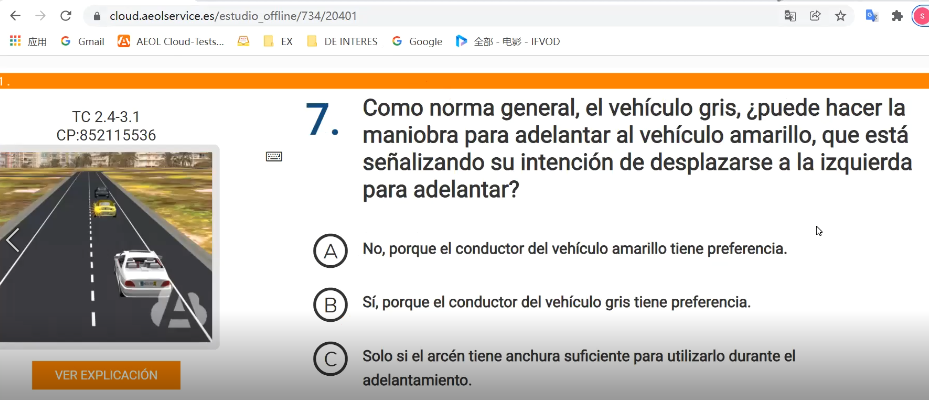 cloud.aeolservice.es/estudio_offline/734/20401
应用 Gmail AEOL Cloud-Tests... EX DE INTERES Google 全部 - 电影 - IFVOD
1 .
TC 2.4-3.1
CP:852115536
7. Como norma general, el vehículo gris, ¿puede hacer la
maniobra para adelantar al vehículo amarillo, que está
señalizando su intención de desplazarse a la izquierda
para adelantar?
A No, porque el conductor del vehículo amarillo tiene preferencia.
B Sí, porque el conductor del vehículo gris tiene preferencia.
C Solo si el arcén tiene anchura suficiente para utilizarlo durante el
adelantamiento.
VER EXPLICACIÓN